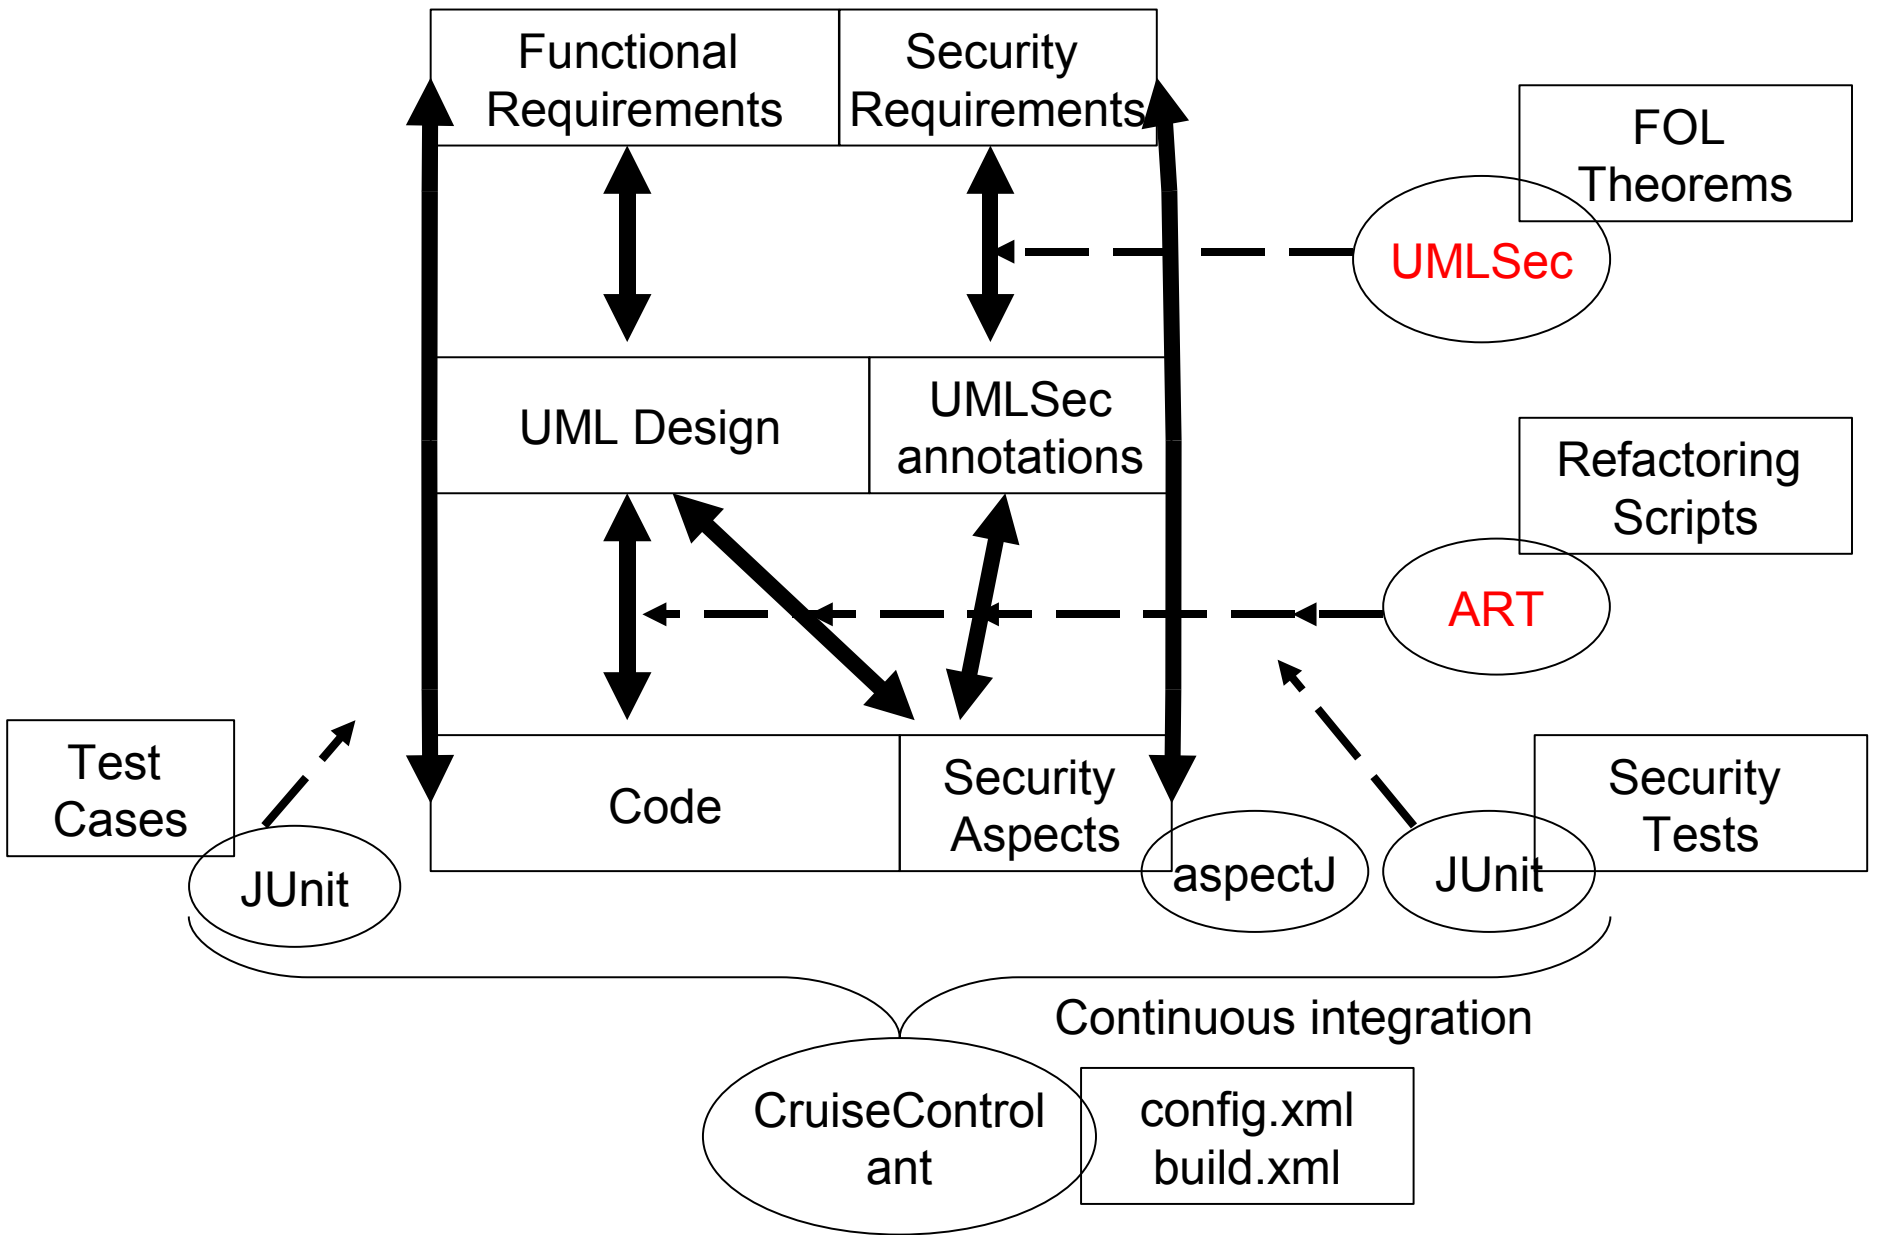 Functional
Requirements
Security
Requirements
FOL
Theorems
UMLSec
UML Design
UMLSec
annotations
Refactoring
Scripts
ART
Test
Cases
JUnit
Code
Security
Aspects
aspectJ
JUnit
Security
Tests
Continuous integration
CruiseControl
ant
config.xml
build.xml